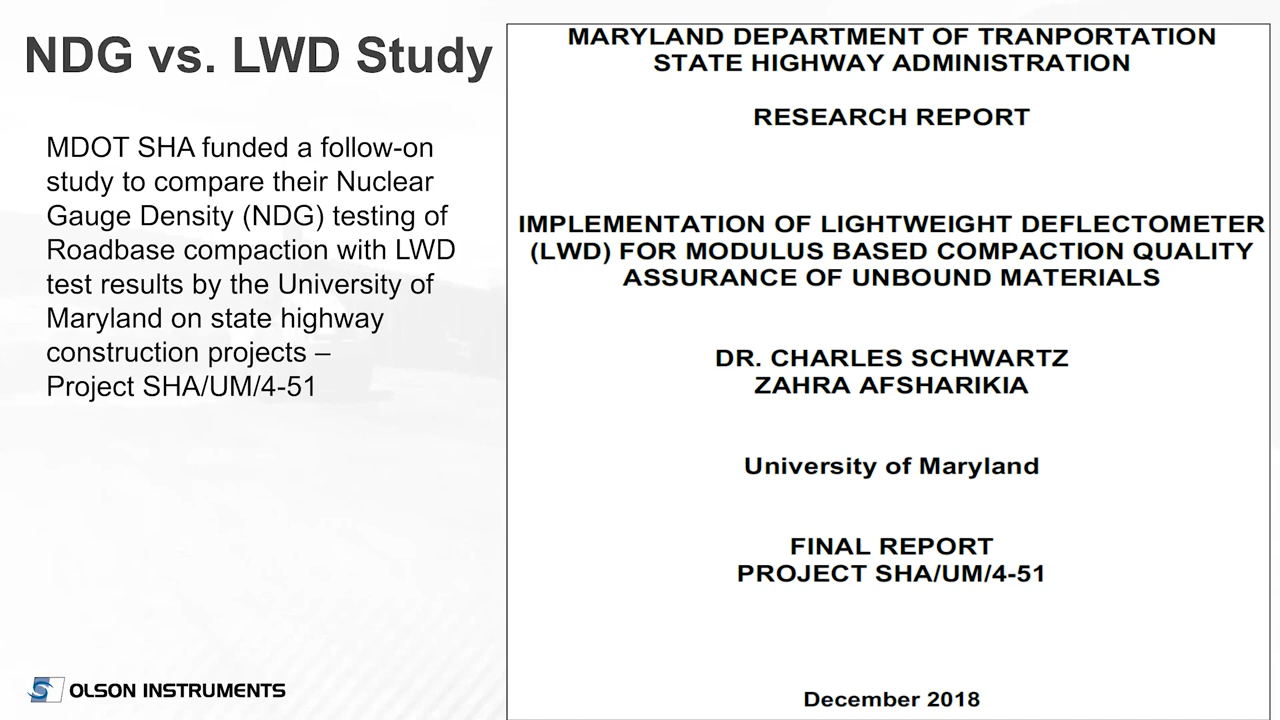 NDG vs. LWD Study
MDOT SHA funded a follow-on
study to compare their Nuclear
Gauge Density (NDG) testing of
Roadbase compaction with LWD
test results by the University of
Maryland on state highway
construction projects –
Project SHA/UM/4-51
OLSON INSTRUMENTS
MARYLAND DEPARTMENT OF TRANPORTATION
STATE HIGHWAY ADMINISTRATION
RESEARCH REPORT
IMPLEMENTATION OF LIGHTWEIGHT DEFLECTOMETER
(LWD) FOR MODULUS BASED COMPACTION QUALITY
ASSURANCE OF UNBOUND MATERIALS
DR. CHARLES SCHWARTZ
ZAHRA AFSHARIKIA
University of Maryland
FINAL REPORT
PROJECT SHA/UM/4-51
December 2018